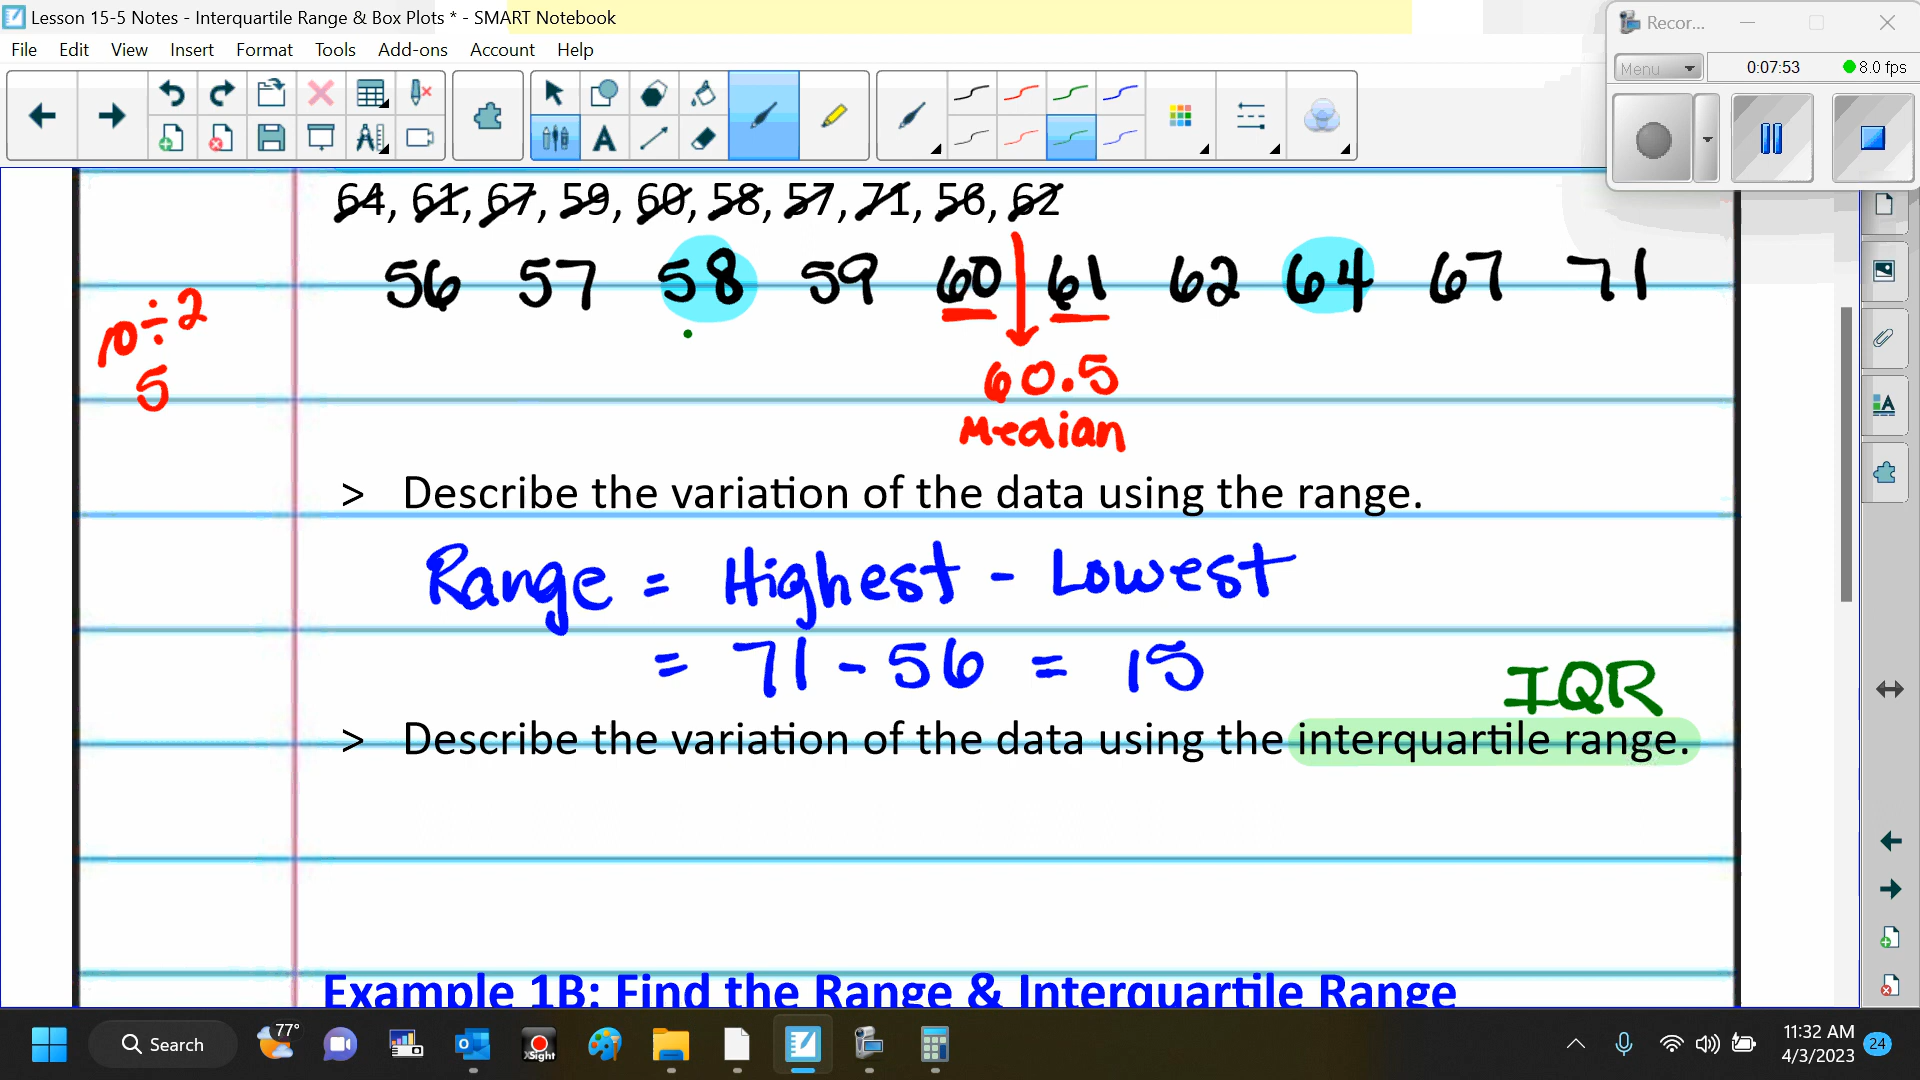 Lesson 15-5 Notes - Interquartile Range & Box Plots * - SMART Notebook
Recor...
File Edit View Insert Format Tools Add-ons Account Help
Menu 0:07:53 8.0 fps
64, 61, 67, 59, 60, 58, 57, 71, 56, 62
56 57 58 59 60 61 62 64 67 71
10÷2
5
60.5
Median
> Describe the variation of the data using the range.
Range = Highest - Lowest
= 71 - 56 = 15
IQR
> Describe the variation of the data using the interquartile range.
Example 1B: Find the Range & Interquartile Range
77°
Search
XSight
11:32 AM
4/3/2023
24